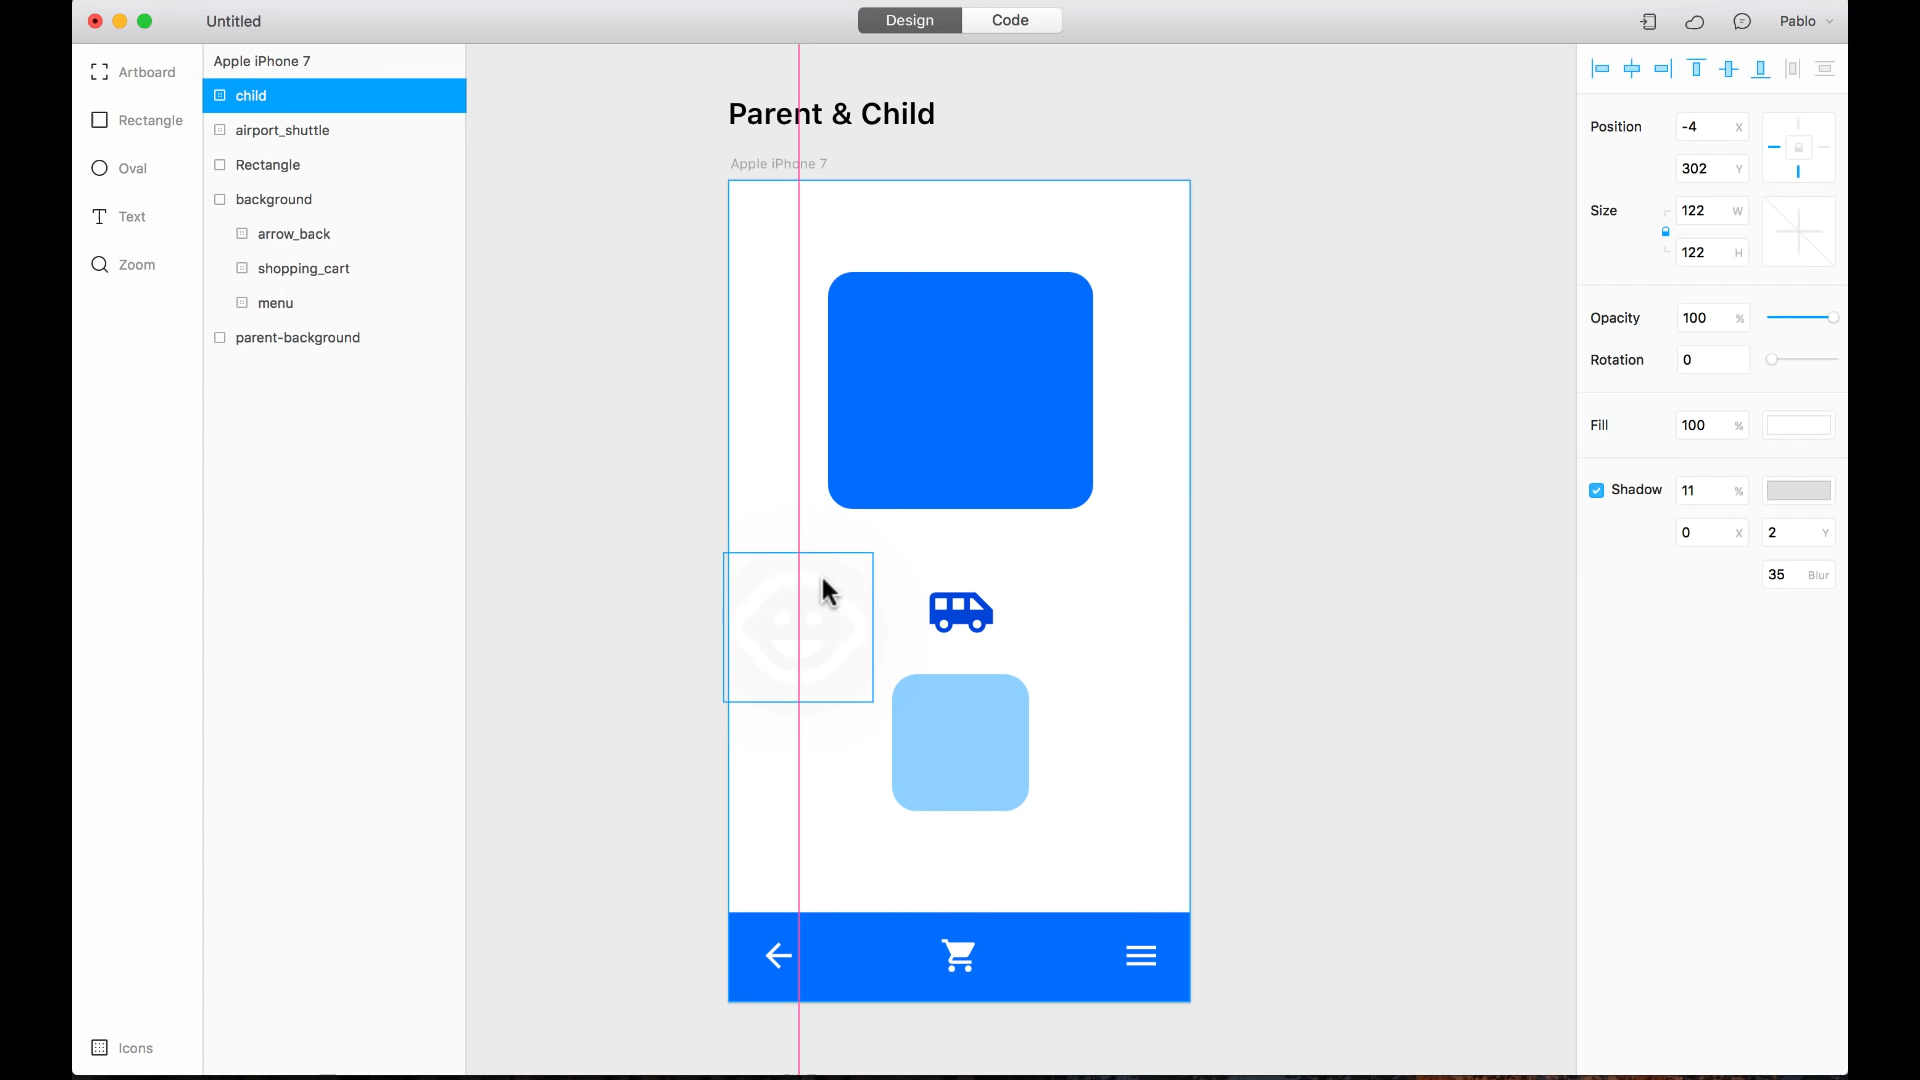 Untitled
Design
Code
Pablo
Artboard
Rectangle
Oval
Text
Zoom
Icons
Apple iPhone 7
child
airport_shuttle
Rectangle
background
arrow_back
shopping_cart
menu
parent-background
Parent & Child
Apple iPhone 7
Position -4 X
302 Y
Size 122 W
122 H
Opacity 100 %
Rotation 0
Fill 100 %
Shadow 11 %
0 X 2 Y
35 Blur